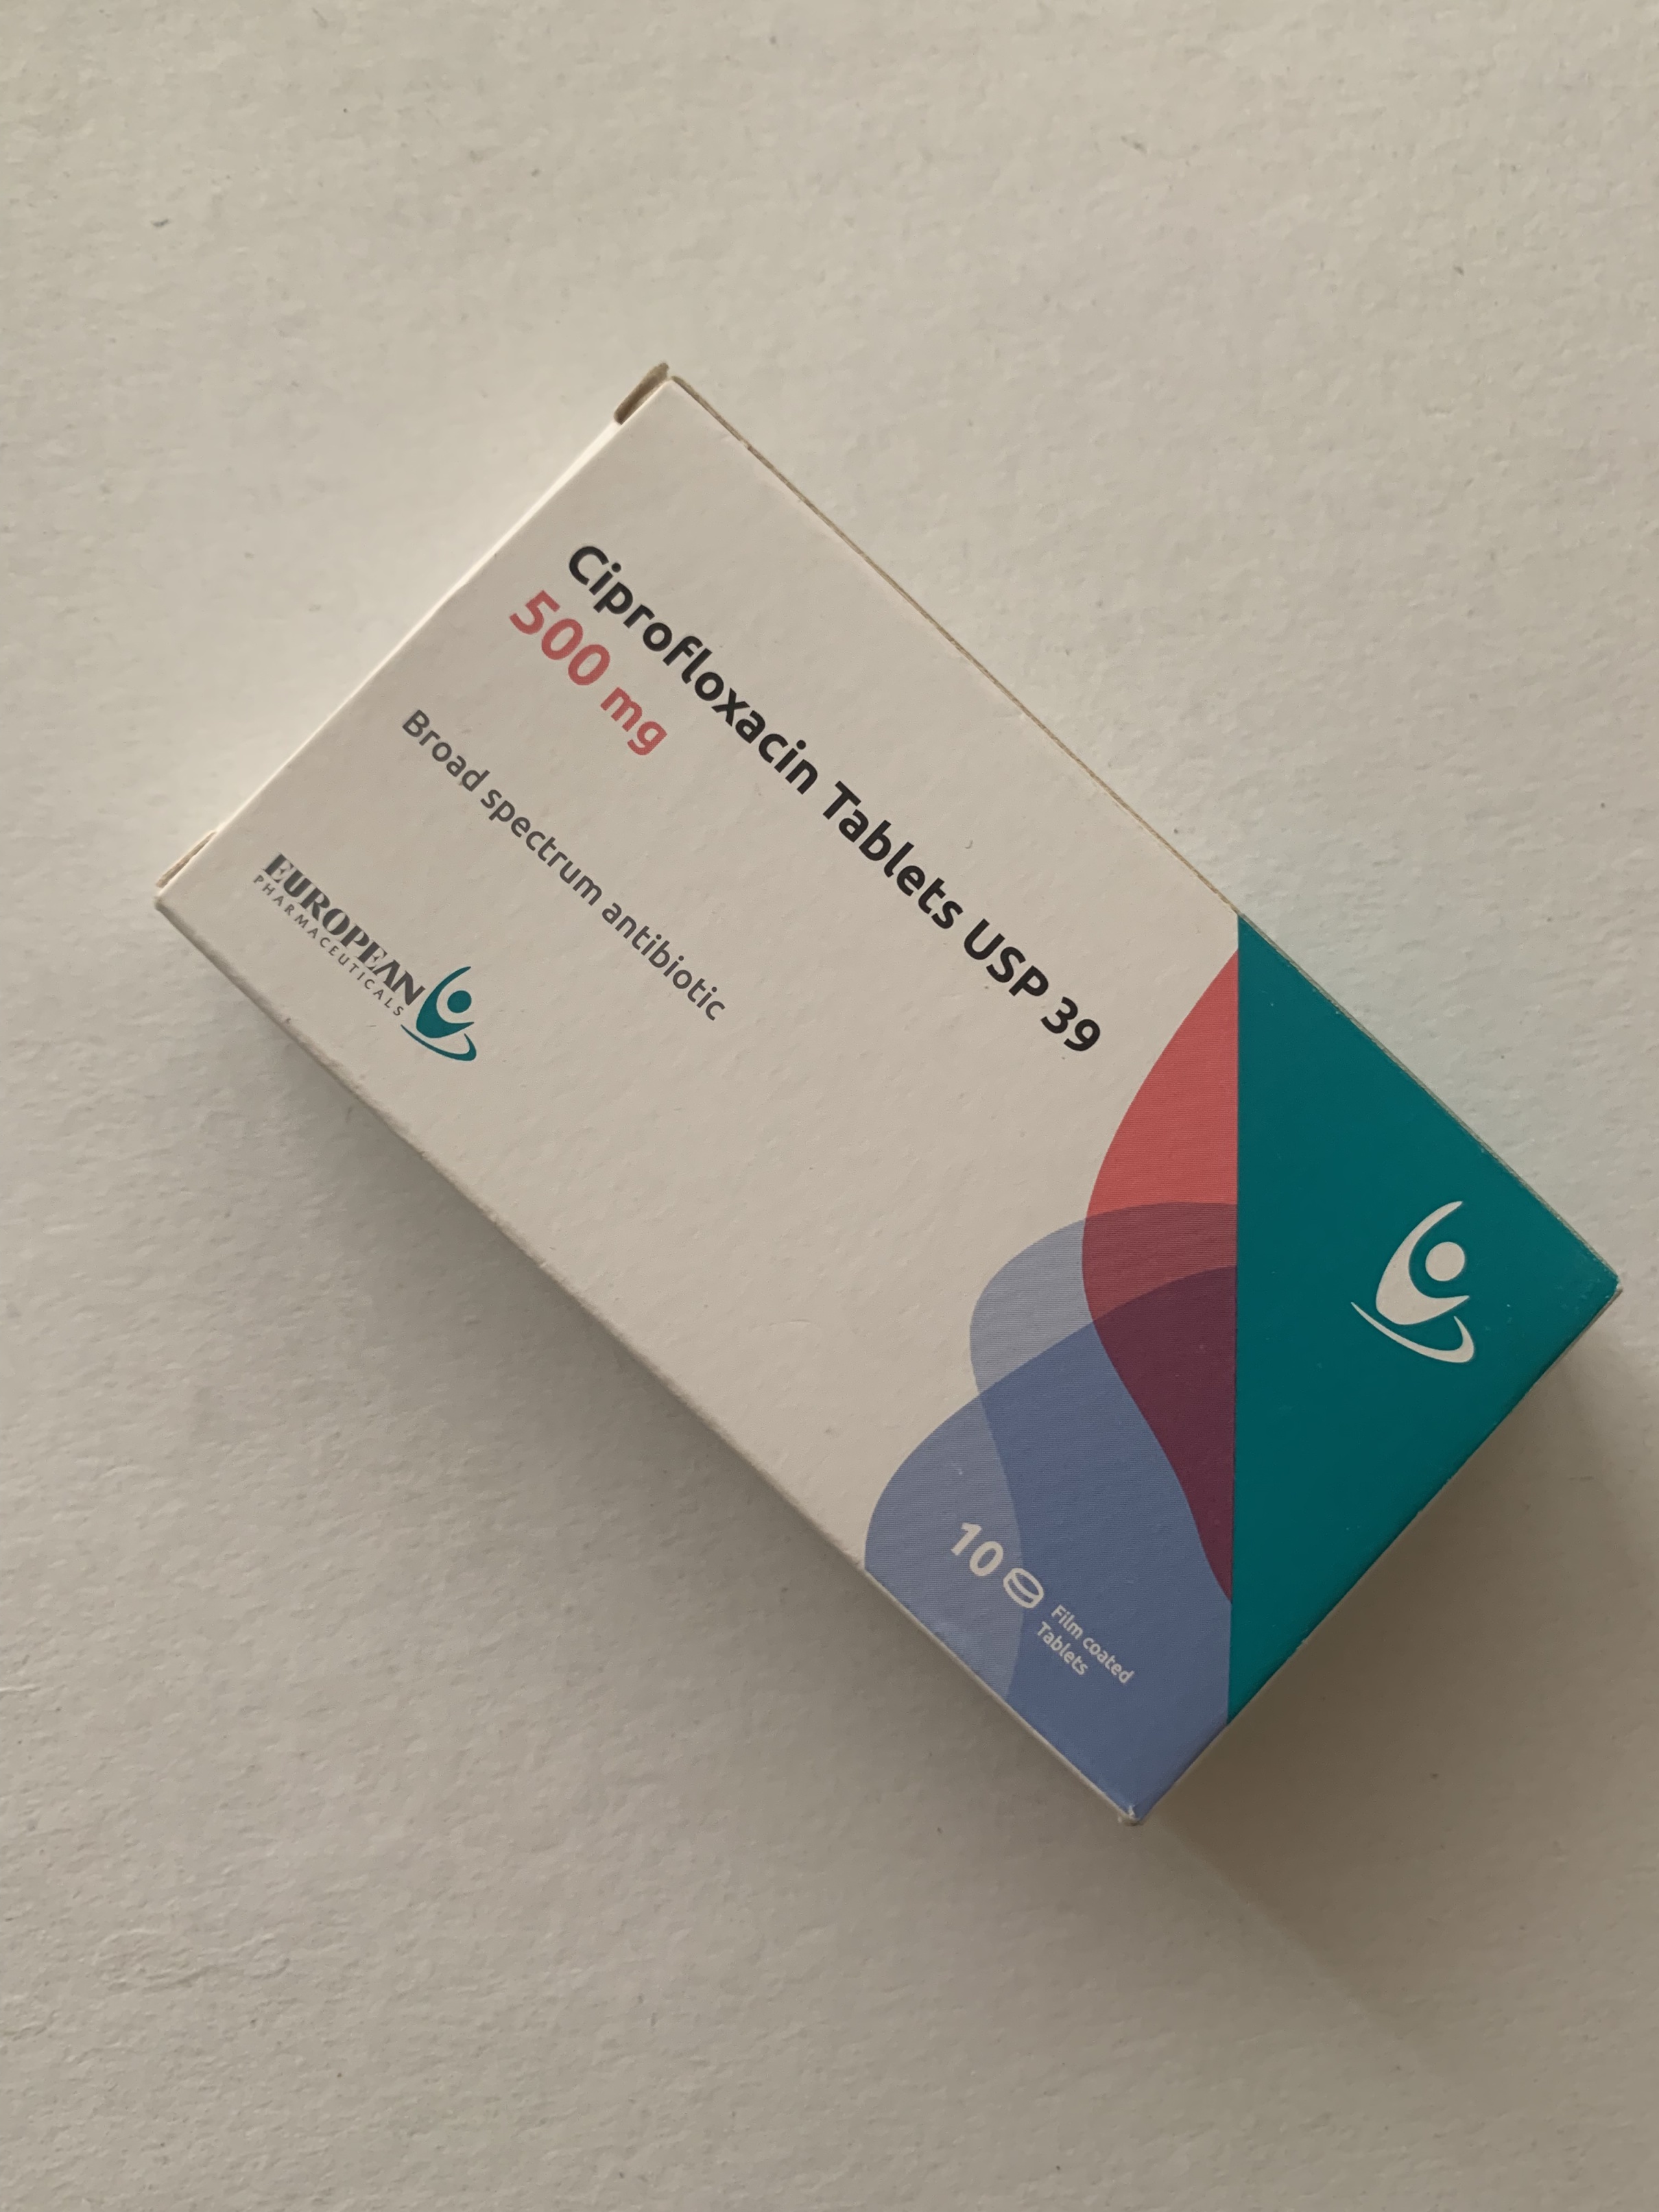 Ciprofloxacin Tablets USP 39
500 mg
Broad spectrum antibiotic
EUROPEAN
PHARMACEUTICALS
10 Film coated
Tablets